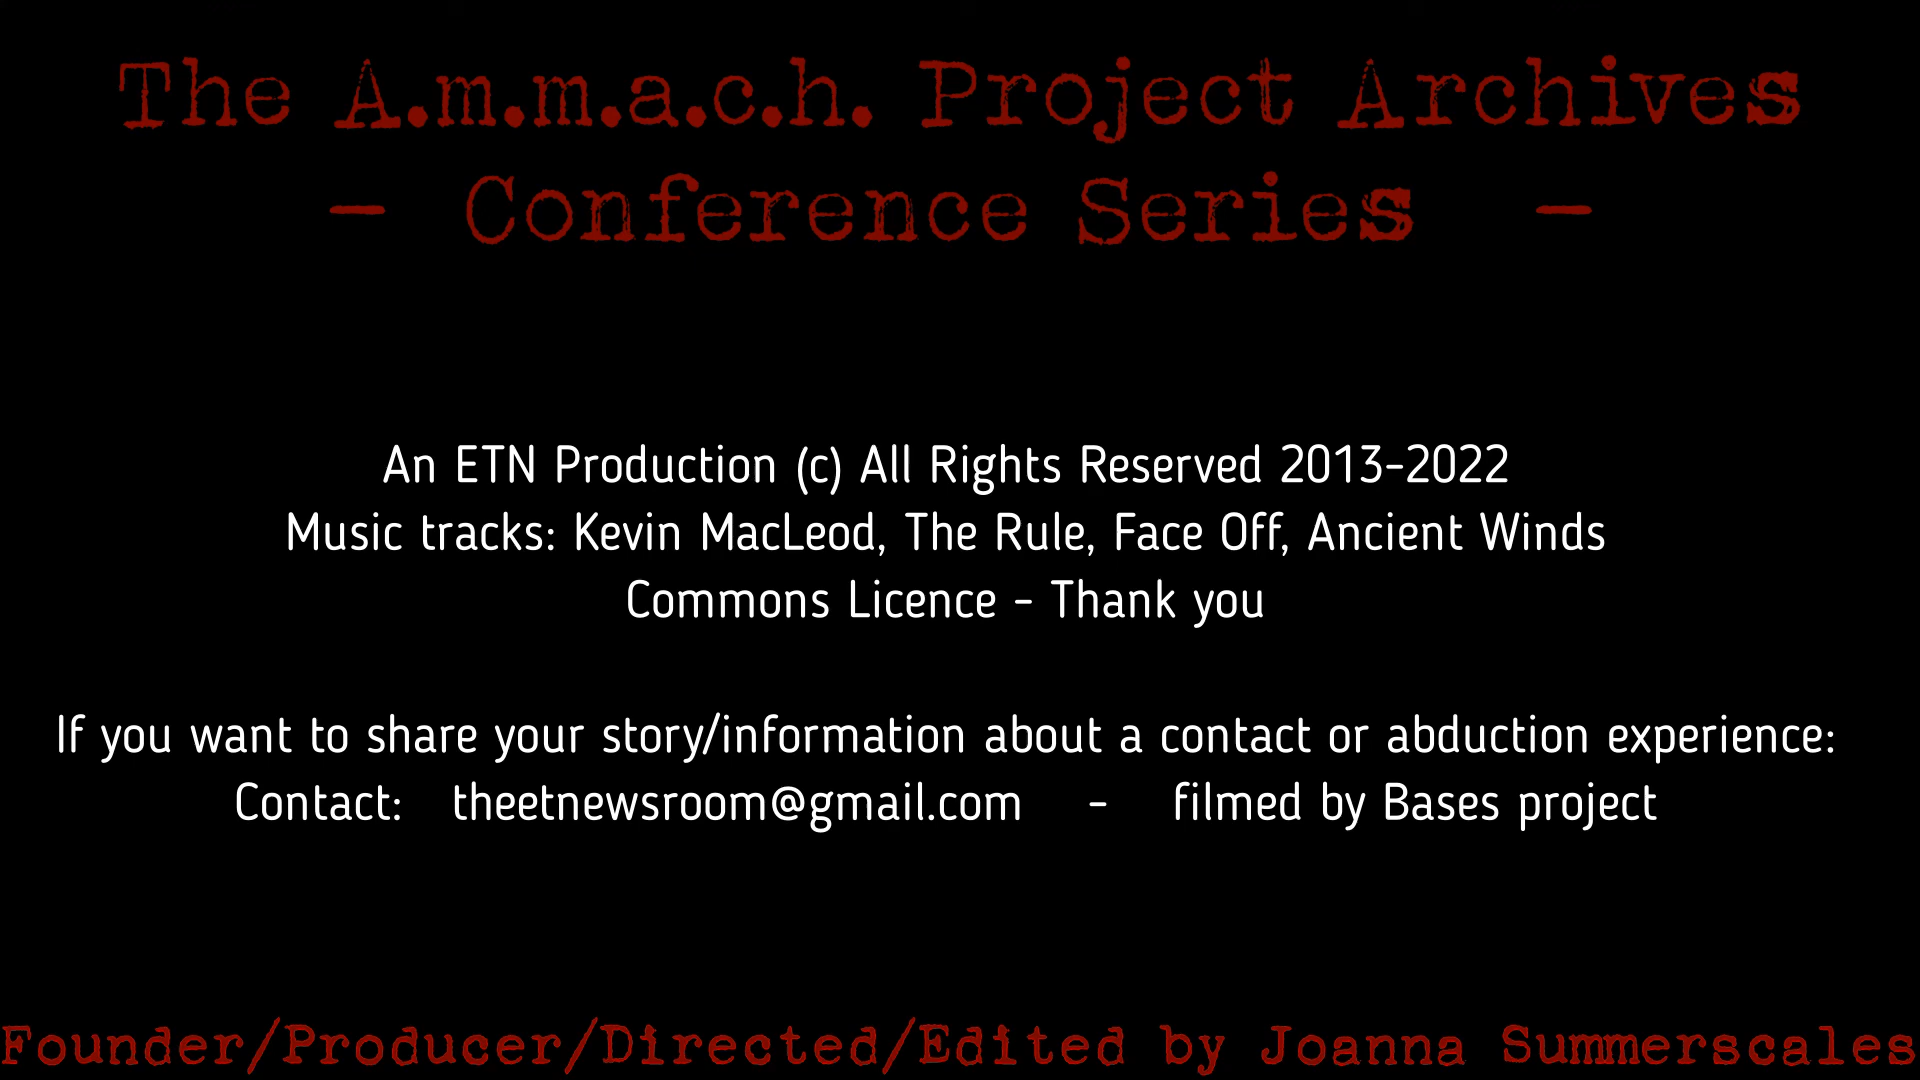 The A.m.m.a.c.h. Project Archives
- Conference Series -
An ETN Production (c) All Rights Reserved 2013-2022
Music tracks: Kevin MacLeod, The Rule, Face Off, Ancient Winds
Commons Licence - Thank you
If you want to share your story/information about a contact or abduction experience:
Contact: theetnewsroom@gmail.com - filmed by Bases project
Founder/Producer/Directed/Edited by Joanna Summerscales